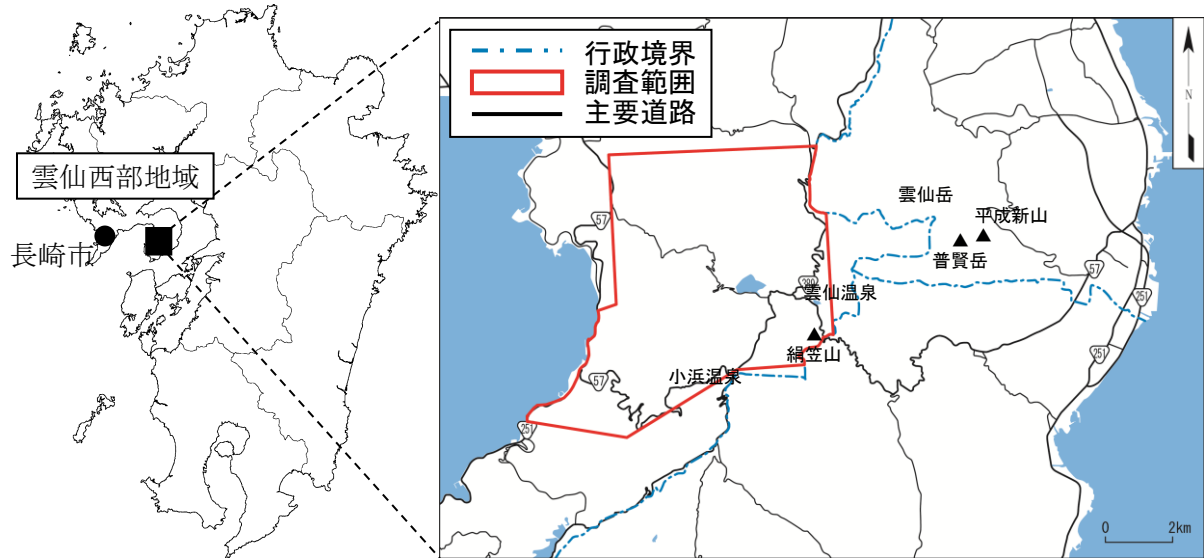 雲仙西部地域
長崎市
行政境界
調査範囲
主要道路
N
雲仙岳
平成新山
普賢岳
57
57
389
雲仙温泉
251
絹笠山
251
57
小浜温泉
251
0 2km